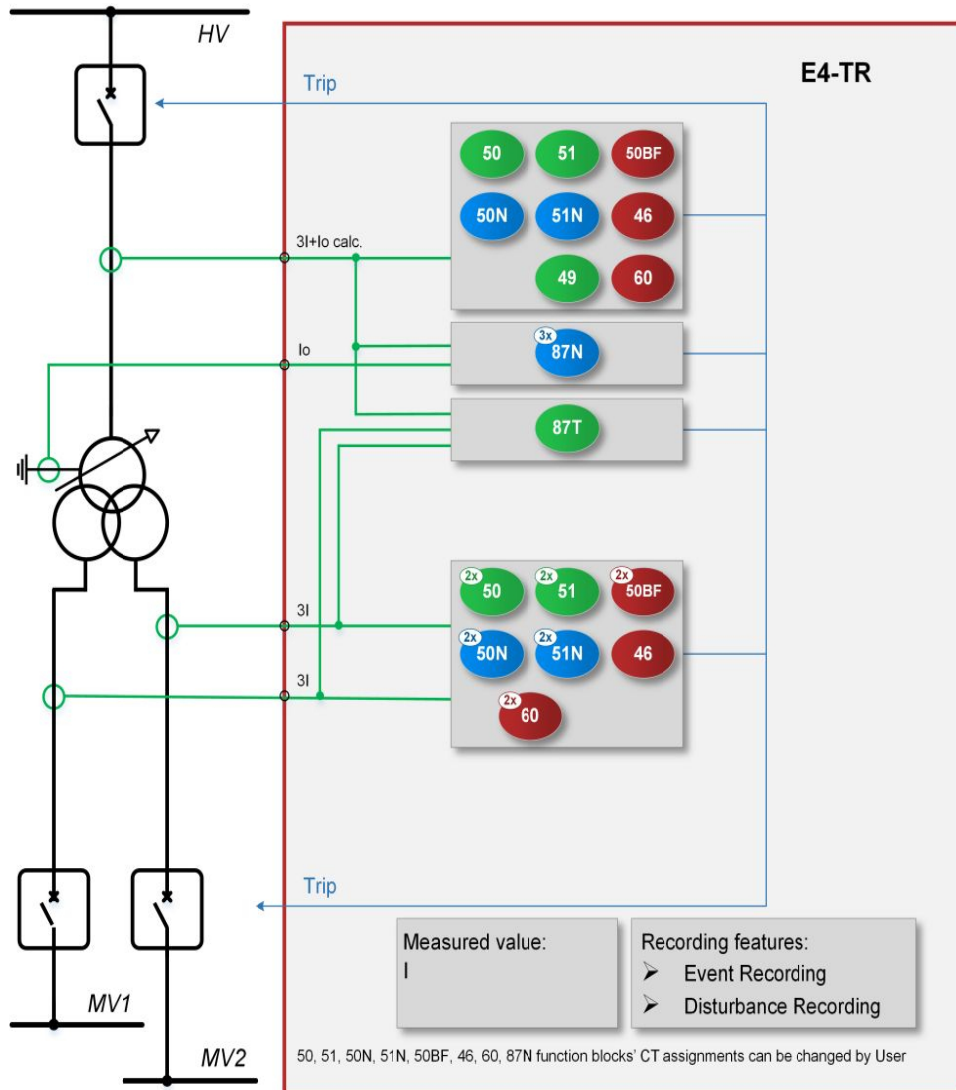 HV
E4-TR
Trip
50 51 50BF
50N 51N 46
3I+Io calc.
49 60
3x
87N
Io
87T
2x 2x 2x
50 51 50BF
3I
2x 2x
50N 51N 46
3I
2x
60
Trip
Measured value:
I
Recording features:
➤ Event Recording
➤ Disturbance Recording
MV1
MV2
50, 51, 50N, 51N, 50BF, 46, 60, 87N function blocks' CT assignments can be changed by User